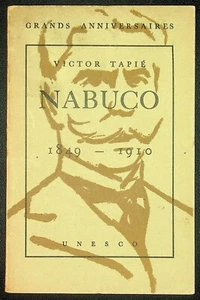 GRANDS ANNIVERSAIRES
VICTOR TAPIÉ
NABUCO
1849 — 1910
UNESCO